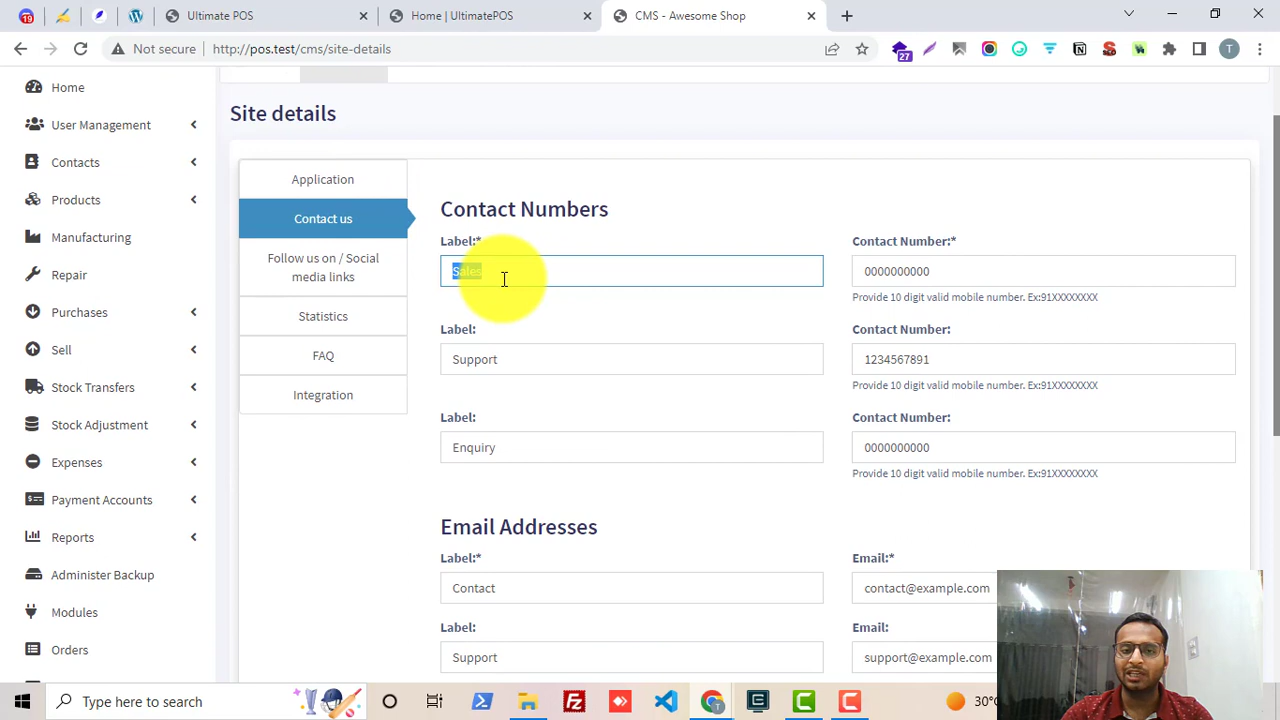 19
Ultimate POS
Home | UltimatePOS
CMS - Awesome Shop
Not secure
http://pos.test/cms/site-details
27
T
Home
User Management
Contacts
Products
Manufacturing
Repair
Purchases
Sell
Stock Transfers
Stock Adjustment
Expenses
Payment Accounts
Reports
Administer Backup
Modules
Orders
Site details
Application
Contact us
Follow us on / Social
media links
Statistics
FAQ
Integration
Contact Numbers
Label:*
Sales
Contact Number:*
0000000000
Provide 10 digit valid mobile number. Ex:91XXXXXXXX
Label:
Support
Contact Number:
1234567891
Provide 10 digit valid mobile number. Ex:91XXXXXXXX
Label:
Enquiry
Contact Number:
0000000000
Provide 10 digit valid mobile number. Ex:91XXXXXXXX
Email Addresses
Label:*
Contact
Email:*
contact@example.com
Label:
Support
Email:
support@example.com
Type here to search
30°